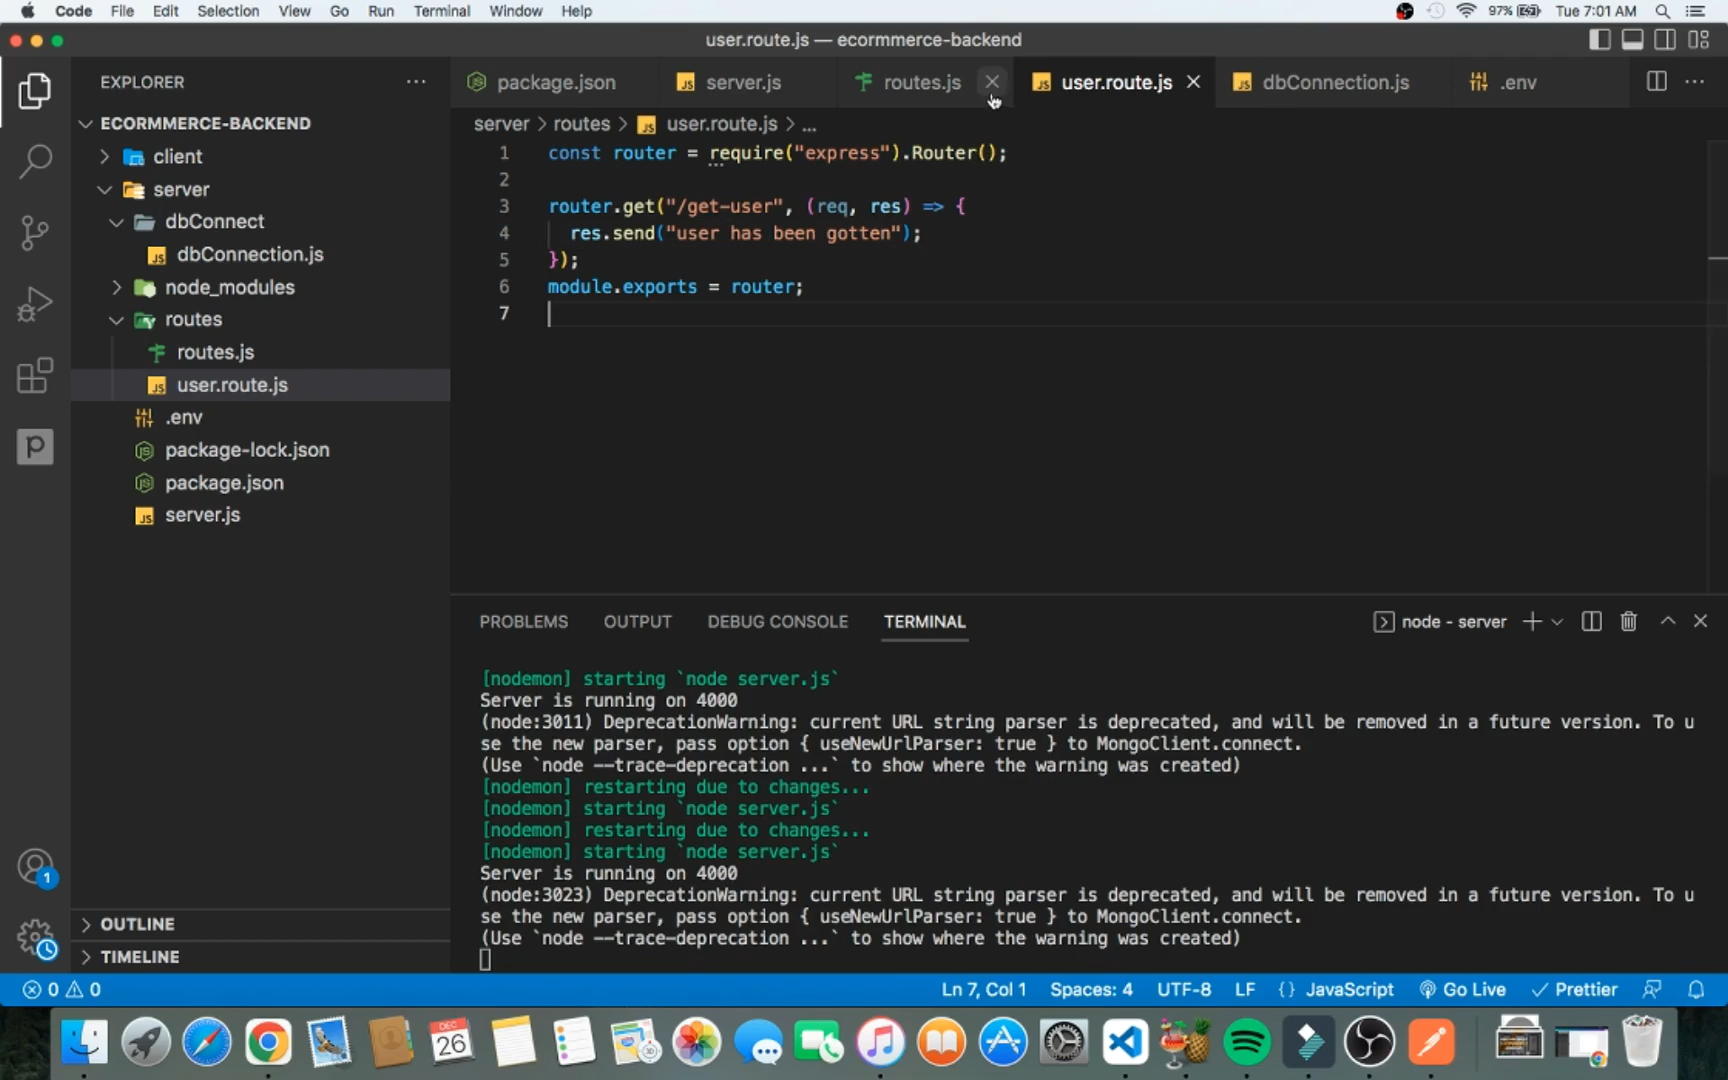 Code File Edit Selection View Go Run Terminal Window Help 97% Tue 7:01 AM
user.route.js — ecormmerce-backend
EXPLORER
package.json server.js routes.js user.route.js dbConnection.js .env
ECORMMERCE-BACKEND
server > routes > JS user.route.js > ...
client
server
dbConnect
JS dbConnection.js
node_modules
routes
routes.js
JS user.route.js
.env
package-lock.json
package.json
JS server.js
1 const router = require("express").Router();
2
3 router.get("/get-user", (req, res) => {
4 res.send("user has been gotten");
5 });
6 module.exports = router;
7
PROBLEMS OUTPUT DEBUG CONSOLE TERMINAL node - server
[nodemon] starting `node server.js`
Server is running on 4000
(node:3011) DeprecationWarning: current URL string parser is deprecated, and will be removed in a future version. To u
se the new parser, pass option { useNewUrlParser: true } to MongoClient.connect.
(Use `node --trace-deprecation ...` to show where the warning was created)
[nodemon] restarting due to changes...
[nodemon] starting `node server.js`
[nodemon] restarting due to changes...
[nodemon] starting `node server.js`
Server is running on 4000
(node:3023) DeprecationWarning: current URL string parser is deprecated, and will be removed in a future version. To u
se the new parser, pass option { useNewUrlParser: true } to MongoClient.connect.
(Use `node --trace-deprecation ...` to show where the warning was created)
1
OUTLINE
TIMELINE
0 0 Ln 7, Col 1 Spaces: 4 UTF-8 LF {} JavaScript Go Live Prettier
DEC
26